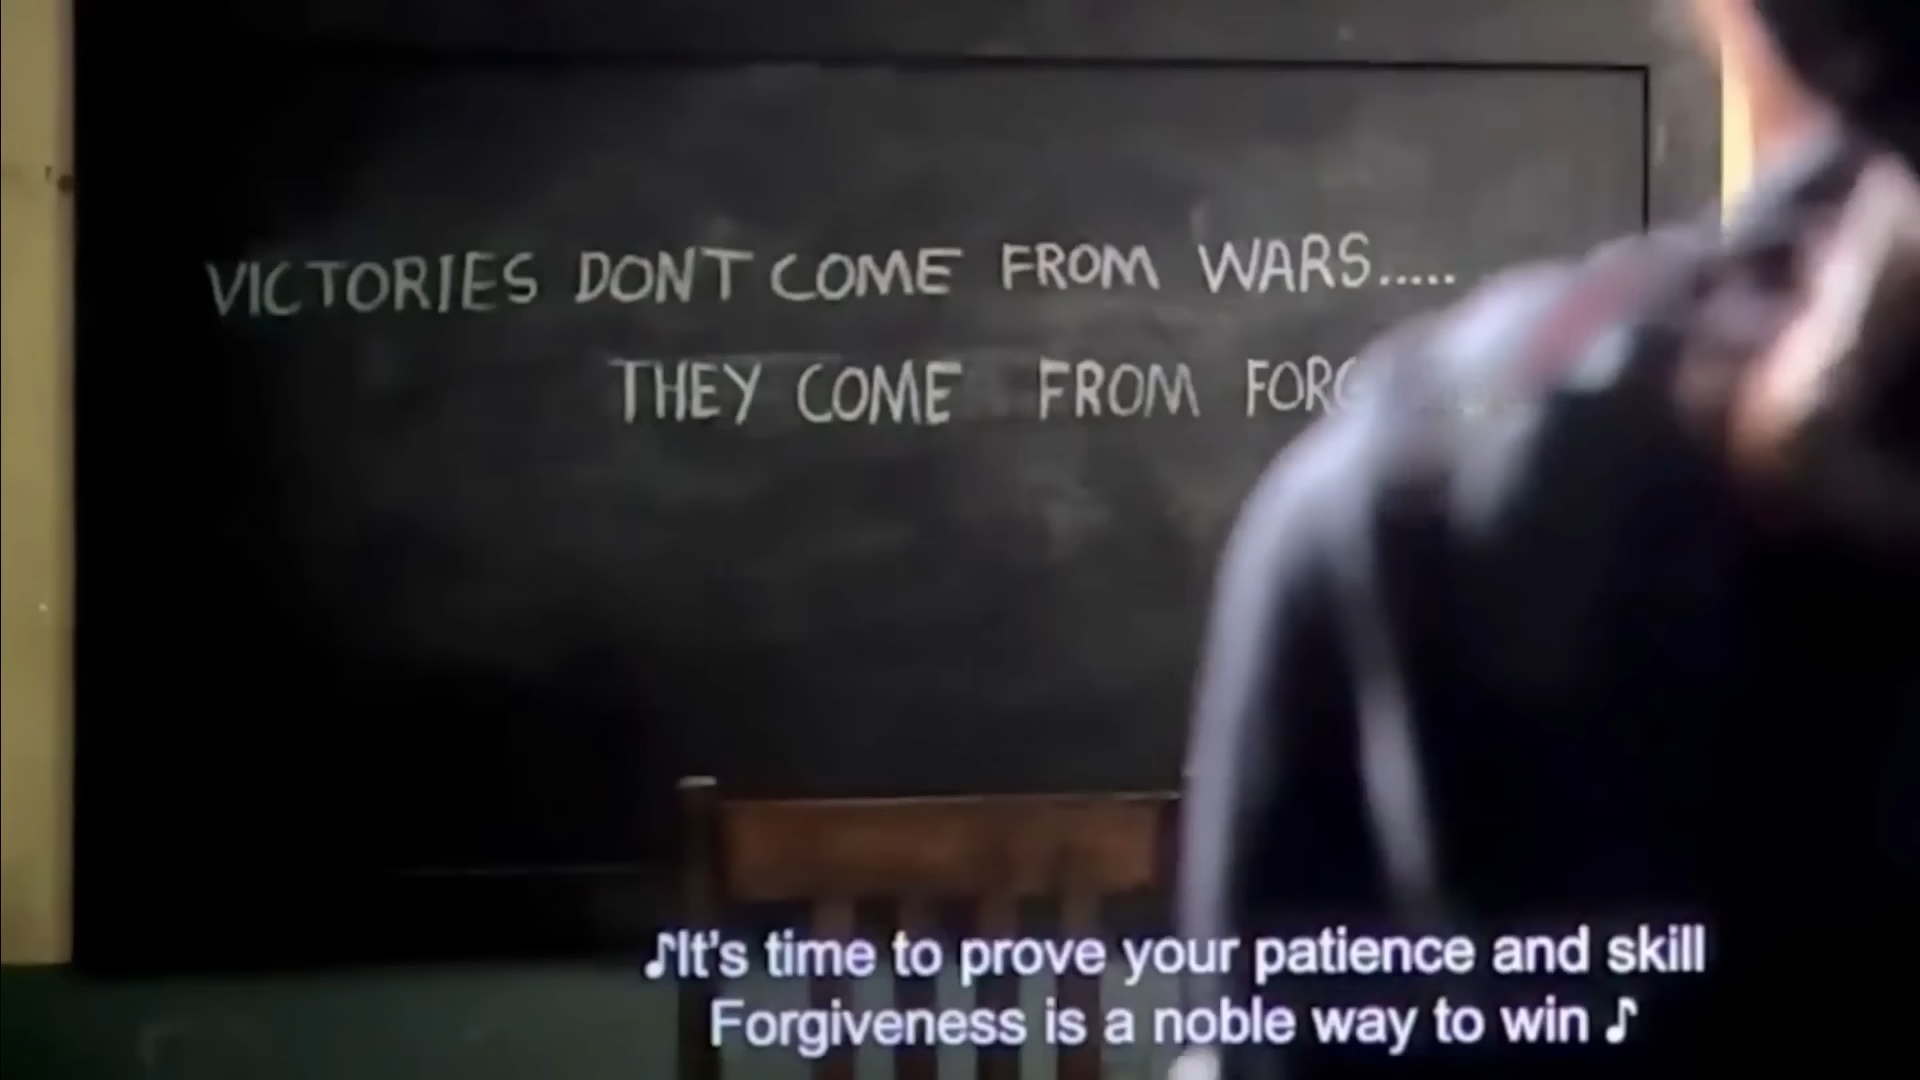 VICTORIES DONT COME FROM WARS.....
THEY COME FROM
♪It's time to prove your patience and skill
Forgiveness is a noble way to win ♪